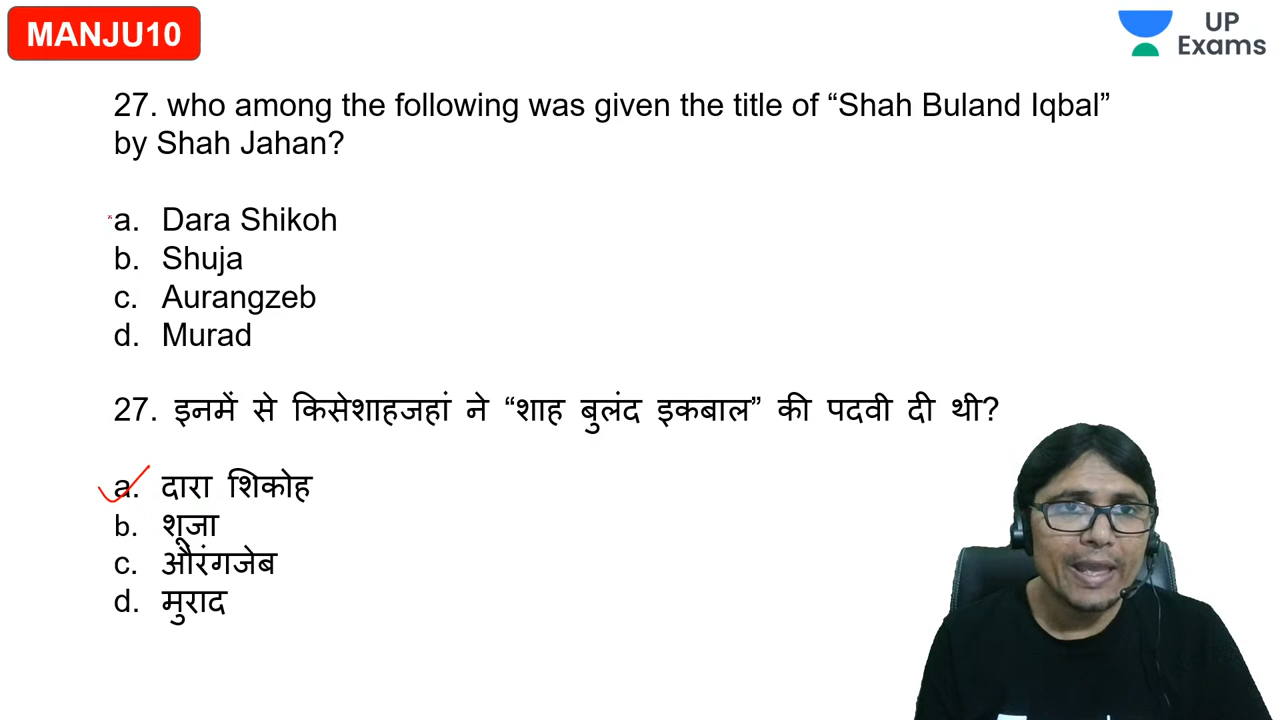 MANJU10
UP
Exams
27. who among the following was given the title of “Shah Buland Iqbal”
by Shah Jahan?
a. Dara Shikoh
b. Shuja
c. Aurangzeb
d. Murad
27. इनमें से किसेशाहजहां ने “शाह बुलंद इकबाल” की पदवी दी थी?
a. दारा शिकोह
b. शूजा
c. औरंगजेब
d. मुराद